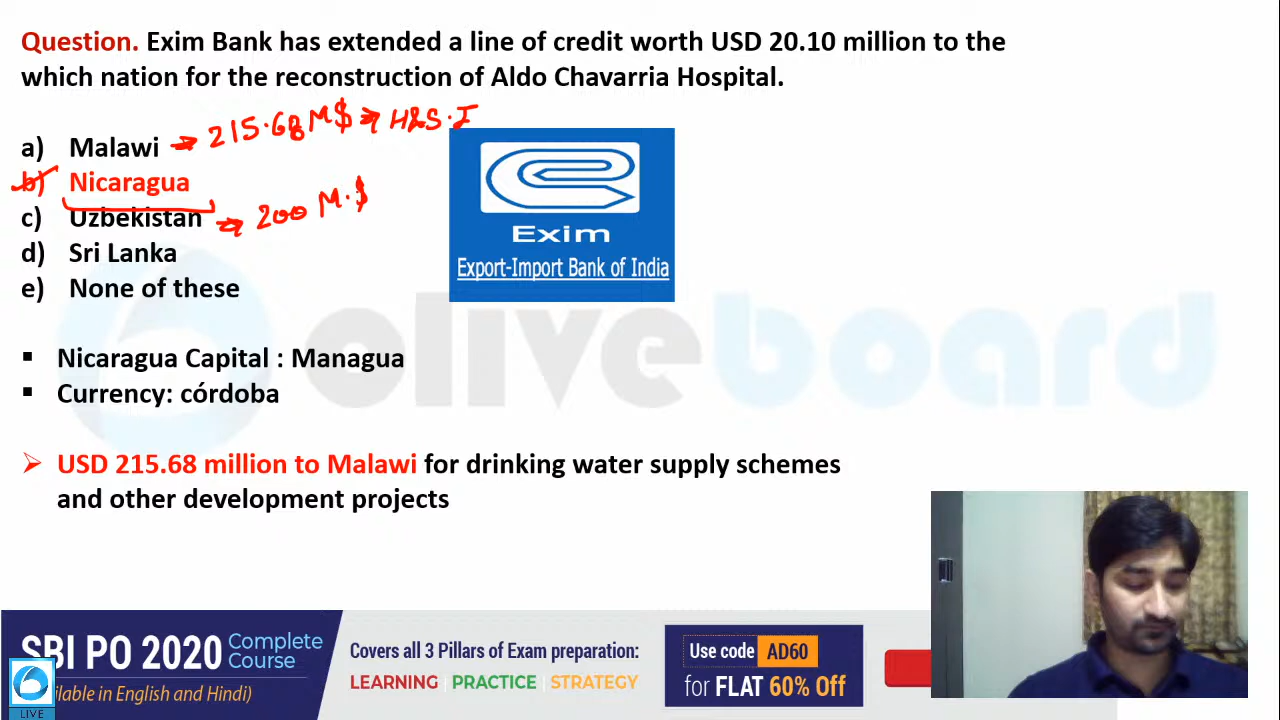 Question. Exim Bank has extended a line of credit worth USD 20.10 million to the
which nation for the reconstruction of Aldo Chavarria Hospital.
a) Malawi → 215.68 M$ →
b) Nicaragua
c) Uzbekistan → 200 M.$
d) Sri Lanka
e) None of these
Exim
Export-Import Bank of India
oliveboard
▪ Nicaragua Capital : Managua
▪ Currency: córdoba
➢ USD 215.68 million to Malawi for drinking water supply schemes
and other development projects
SBI PO 2020 Complete
Course
ilable in English and Hindi)
LIVE
Covers all 3 Pillars of Exam preparation:
LEARNING | PRACTICE | STRATEGY
Use code AD60
for FLAT 60% Off